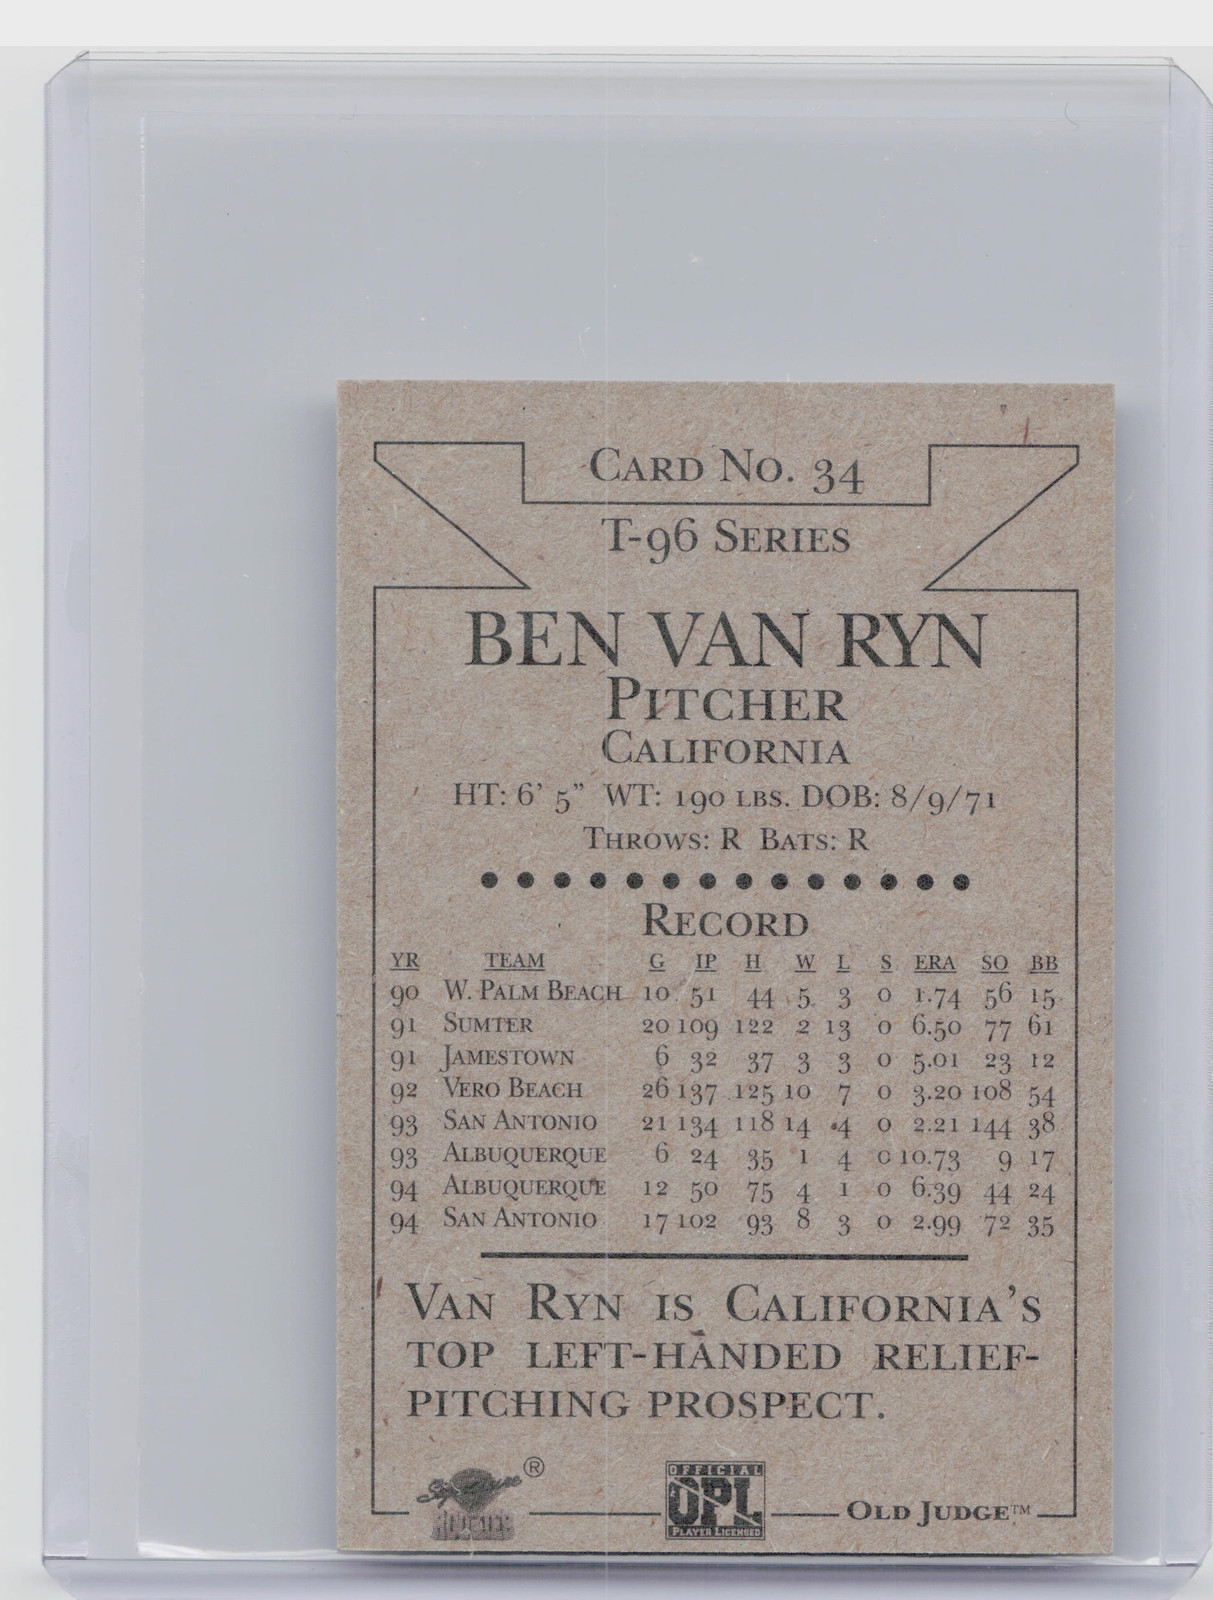 CARD NO. 34
T-96 SERIES
BEN VAN RYN
PITCHER
CALIFORNIA
HT: 6' 5" WT: 190 LBS. DOB: 8/9/71
THROWS: R BATS: R
RECORD
YR TEAM G IP H W L S ERA SO BB
90 W. PALM BEACH 10 51 44 5 3 0 1.74 56 15
91 SUMTER 20 109 122 2 13 0 6.50 77 61
91 JAMESTOWN 6 32 37 3 3 0 5.01 23 12
92 VERO BEACH 26 137 125 10 7 0 3.20 108 54
93 SAN ANTONIO 21 134 118 14 4 0 2.21 144 38
93 ALBUQUERQUE 6 24 35 1 4 0 10.73 9 17
94 ALBUQUERQUE 12 50 75 4 1 0 6.39 44 24
94 SAN ANTONIO 17 102 93 8 3 0 2.99 72 35
VAN RYN IS CALIFORNIA'S
TOP LEFT-HANDED RELIEF-
PITCHING PROSPECT.
Signature ®
ROOKIES
OFFICIAL
OPL
PLAYER LICENSED
OLD JUDGE™